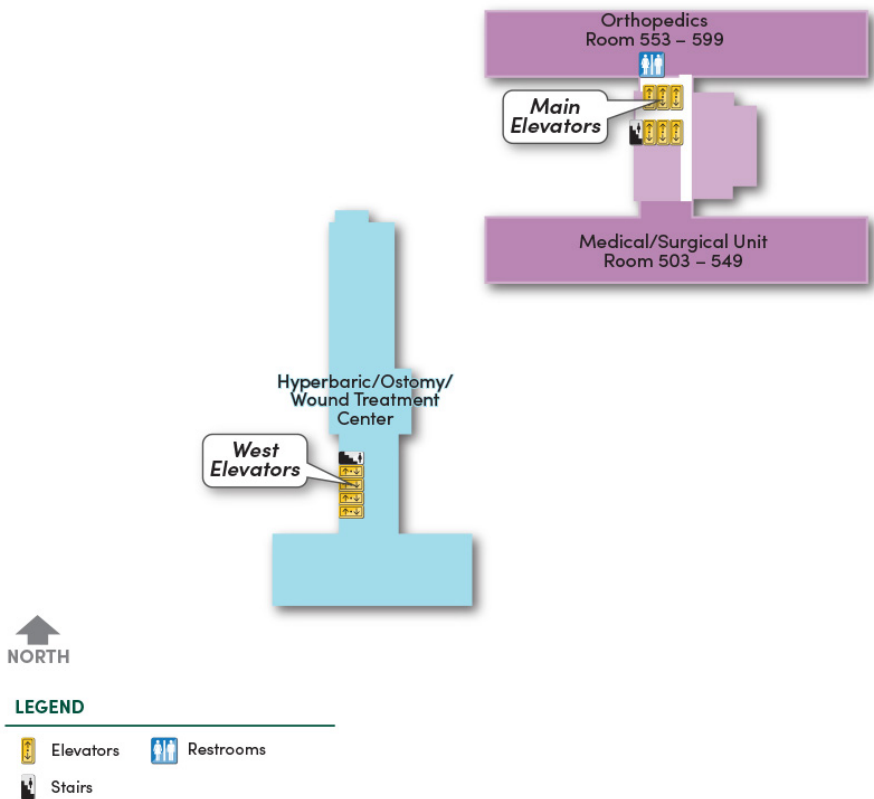 Orthopedics
Room 553 – 599
Main
Elevators
Medical/Surgical Unit
Room 503 – 549
Hyperbaric/Ostomy/
Wound Treatment
Center
West
Elevators
NORTH
LEGEND
Elevators
Restrooms
Stairs